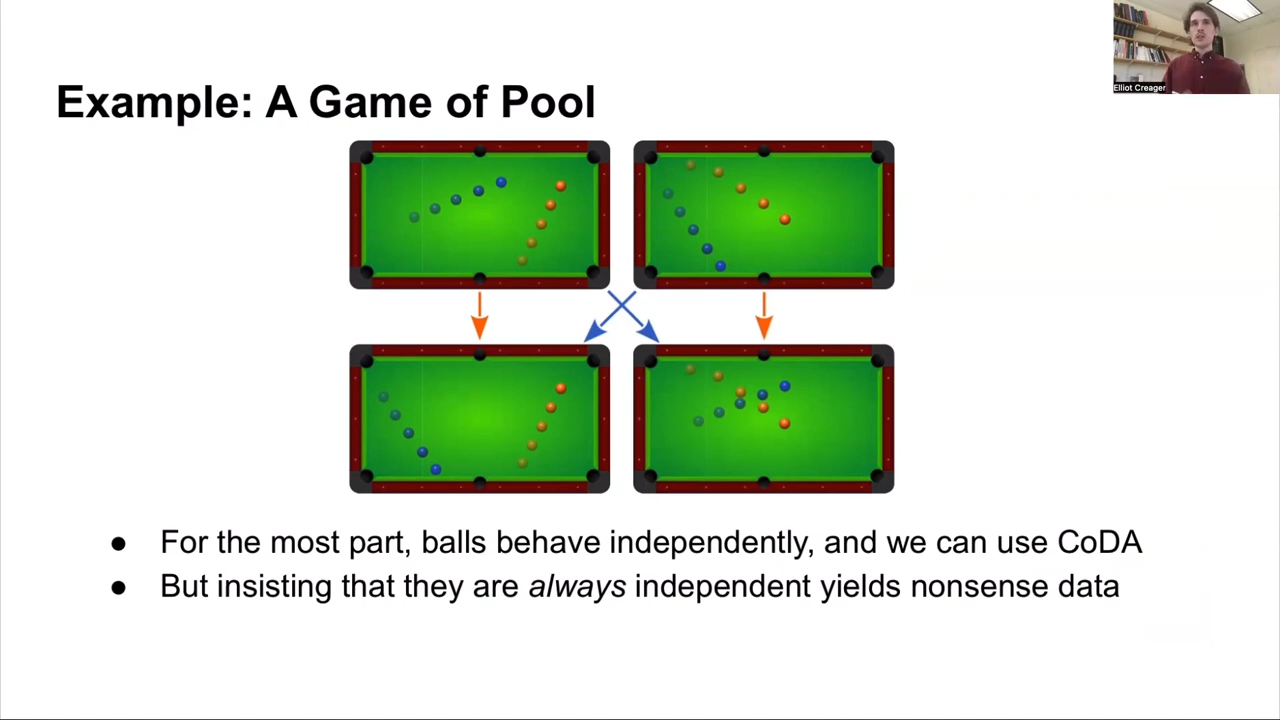 Elliot Creager
Example: A Game of Pool
● For the most part, balls behave independently, and we can use CoDA
● But insisting that they are always independent yields nonsense data